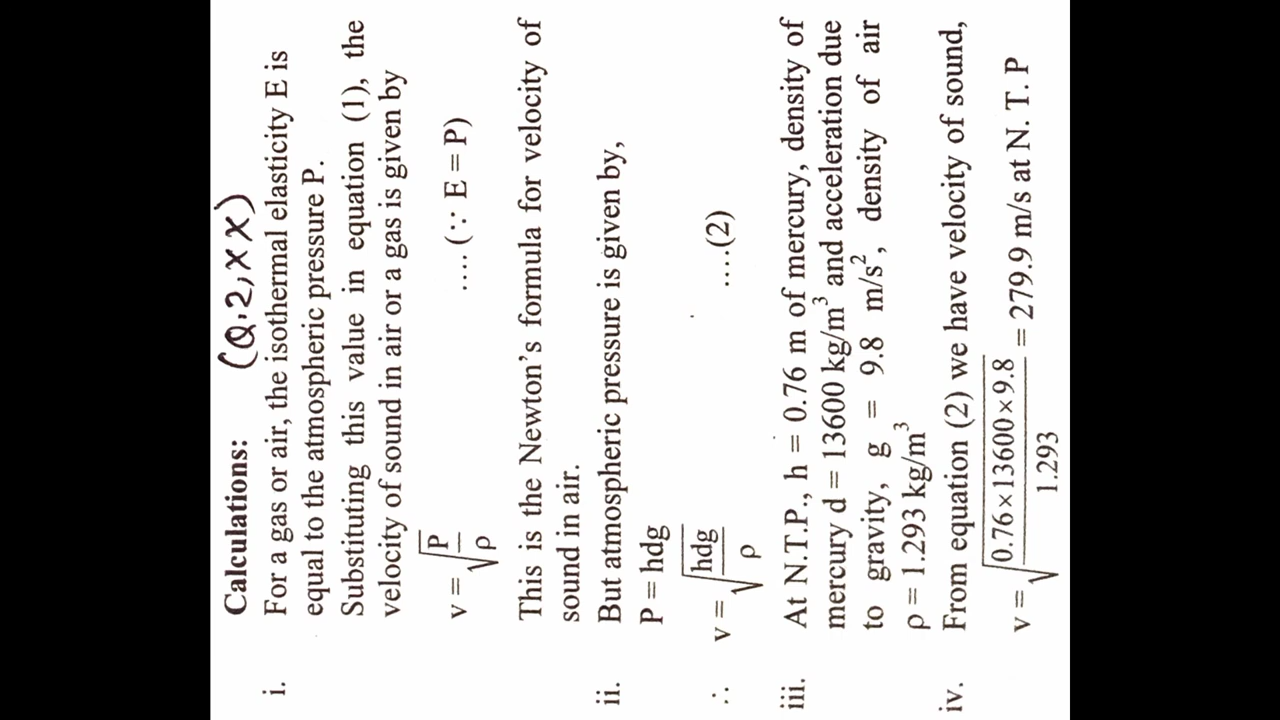 Calculations: (Q.2,XX)
i. For a gas or air, the isothermal elasticity E is
equal to the atmospheric pressure P.
Substituting this value in equation (1), the
velocity of sound in air or a gas is given by
v = √(P/ρ) ....(∵ E = P)
This is the Newton's formula for velocity of
sound in air.
ii. But atmospheric pressure is given by,
P = hdg
∴ v = √(hdg/ρ) ....(2)
iii. At N.T.P., h = 0.76 m of mercury, density of
mercury d = 13600 kg/m³ and acceleration due
to gravity, g = 9.8 m/s², density of air
ρ = 1.293 kg/m³
iv. From equation (2) we have velocity of sound,
v = √(0.76×13600×9.8/1.293) = 279.9 m/s at N. T. P